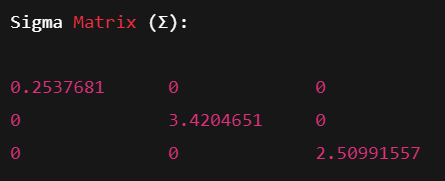 Sigma Matrix (Σ):
0.2537681 0 0
0 3.4204651 0
0 0 2.50991557